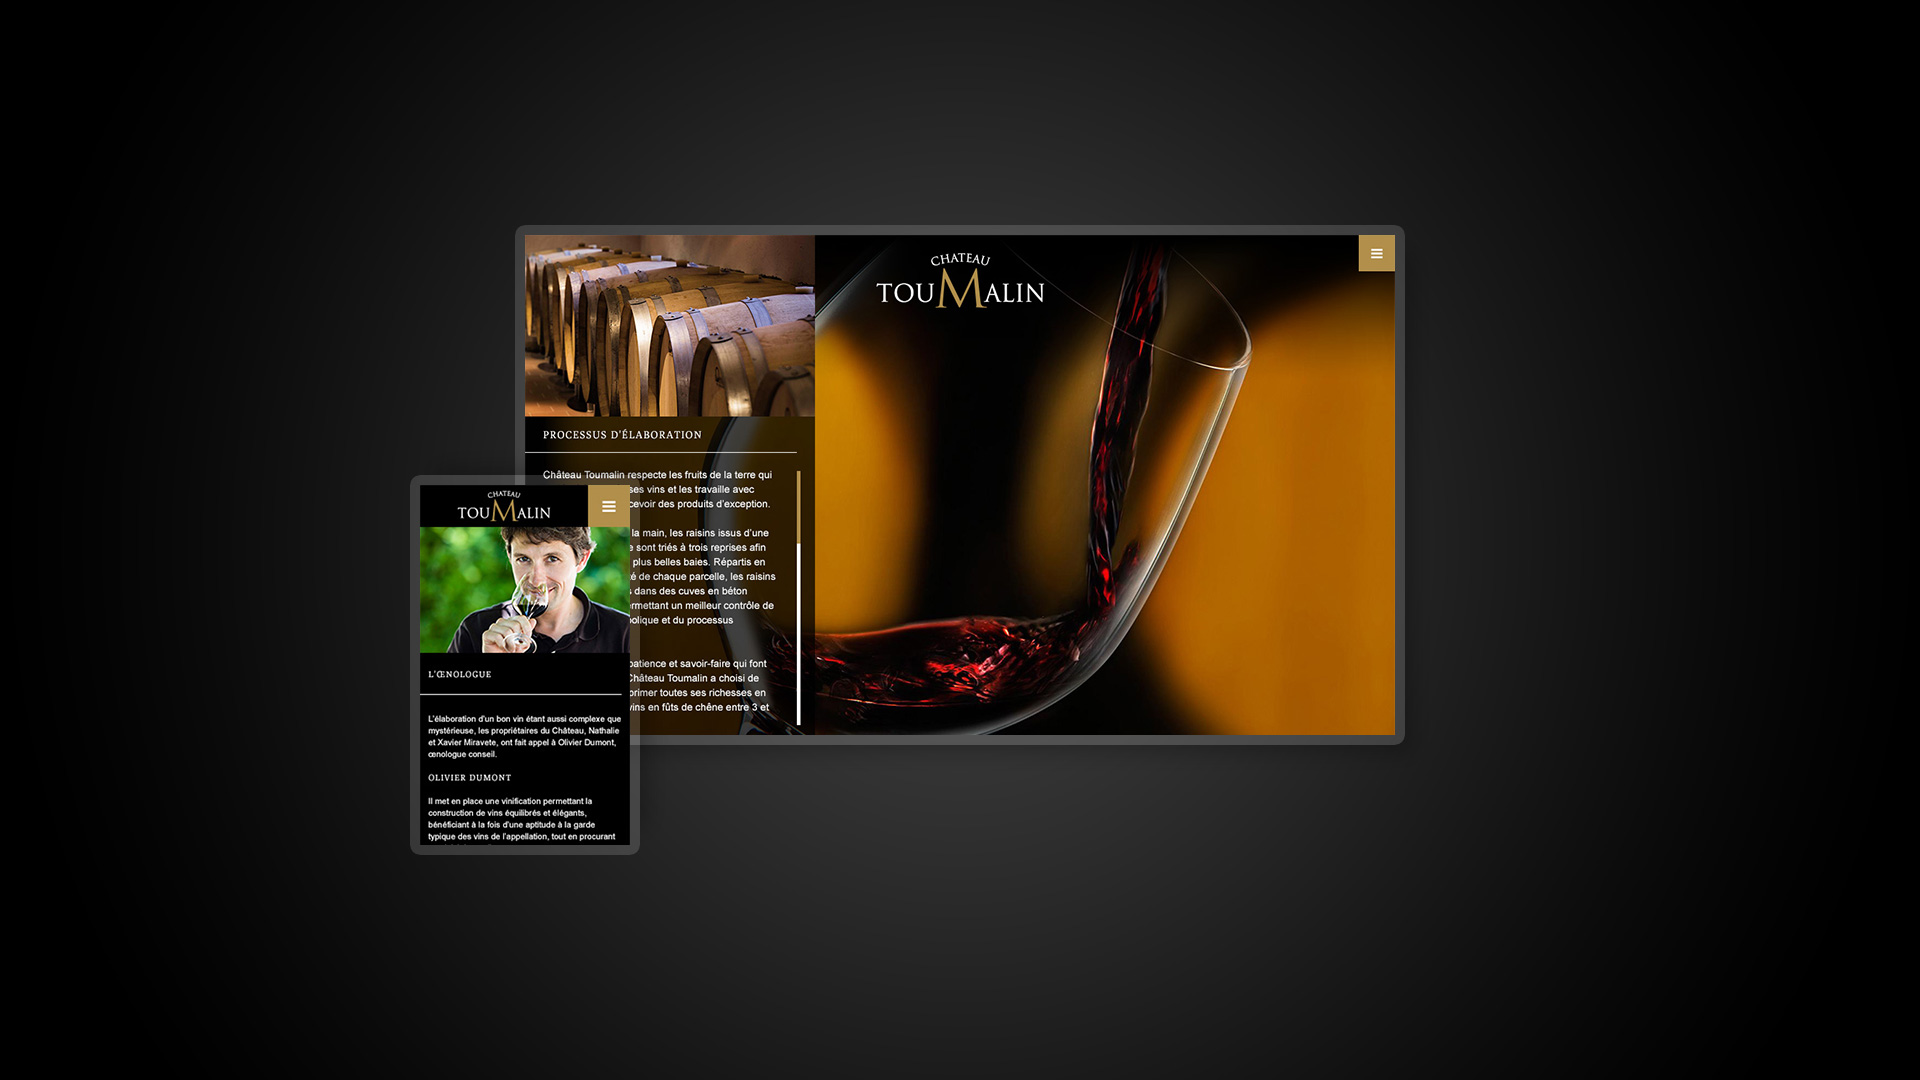 CHATEAU
TOUMALIN
PROCESSUS D'ÉLABORATION
Château Toumalin respecte les fruits de la terre qui
ses vins et les travaille avec
cevoir des produits d'exception.
la main, les raisins issus d'une
e sont triés à trois reprises afin
plus belles baies. Répartis en
té de chaque parcelle, les raisins
s dans des cuves en béton
ermettant un meilleur contrôle de
oolique et du processus
patience et savoir-faire qui font
Château Toumalin a choisi de
primer toutes ses richesses en
vins en fûts de chêne entre 3 et
CHATEAU
TOUMALIN
L'ŒNOLOGUE
L'élaboration d'un bon vin étant aussi complexe que
mystérieuse, les propriétaires du Château, Nathalie
et Xavier Miravete, ont fait appel à Olivier Dumont,
œnologue conseil.
OLIVIER DUMONT
Il met en place une vinification permettant la
construction de vins équilibrés et élégants,
bénéficiant à la fois d'une aptitude à la garde
typique des vins de l'appellation, tout en procurant